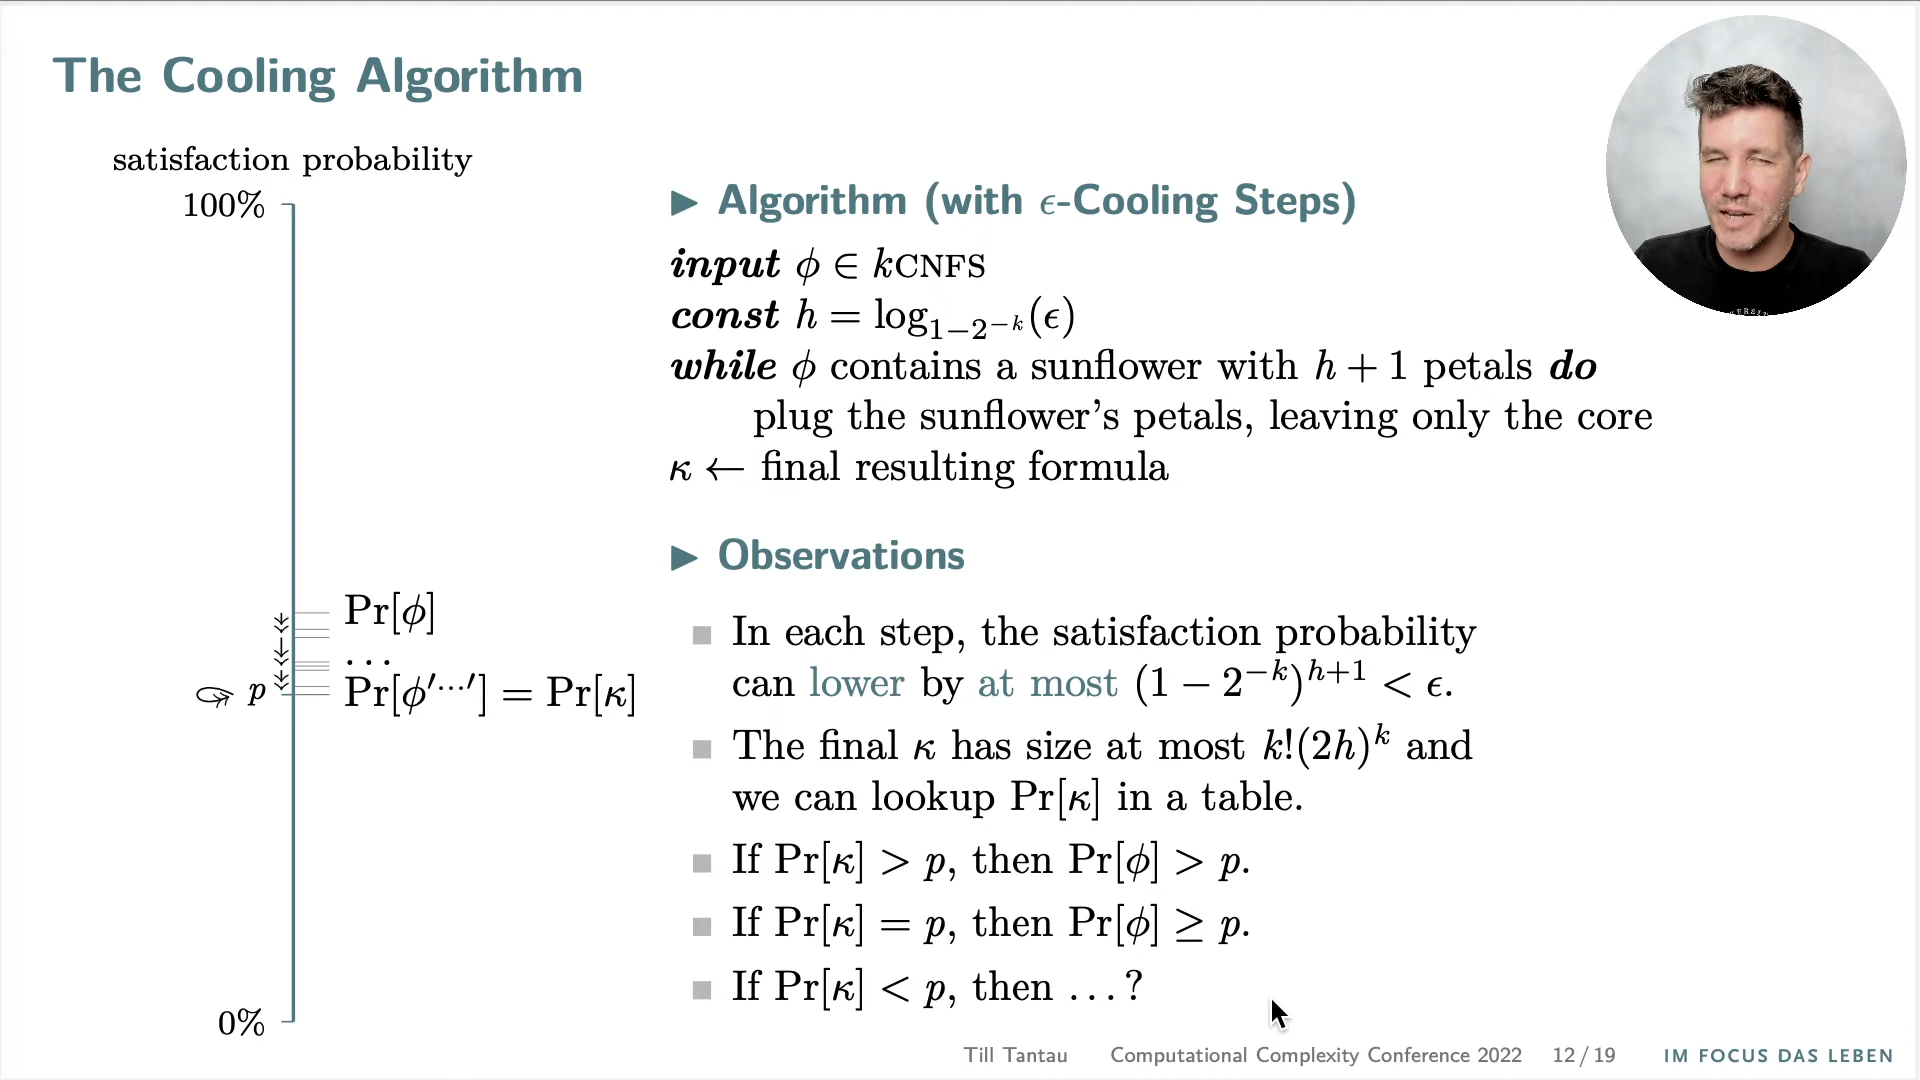 The Cooling Algorithm
satisfaction probability
100%
Pr[ϕ]
...
p
Pr[ϕ′⋯′] = Pr[κ]
0%
▶ Algorithm (with ϵ-Cooling Steps)
input ϕ ∈ kCNFS
const h = log_{1−2^{−k}}(ϵ)
while ϕ contains a sunflower with h + 1 petals do
plug the sunflower's petals, leaving only the core
κ ← final resulting formula
▶ Observations
■ In each step, the satisfaction probability
can lower by at most (1 − 2^{−k})^{h+1} < ϵ.
■ The final κ has size at most k!(2h)^k and
we can lookup Pr[κ] in a table.
■ If Pr[κ] > p, then Pr[ϕ] > p.
■ If Pr[κ] = p, then Pr[ϕ] ≥ p.
■ If Pr[κ] < p, then ...?
Till Tantau Computational Complexity Conference 2022 12 / 19 IM FOCUS DAS LEBEN